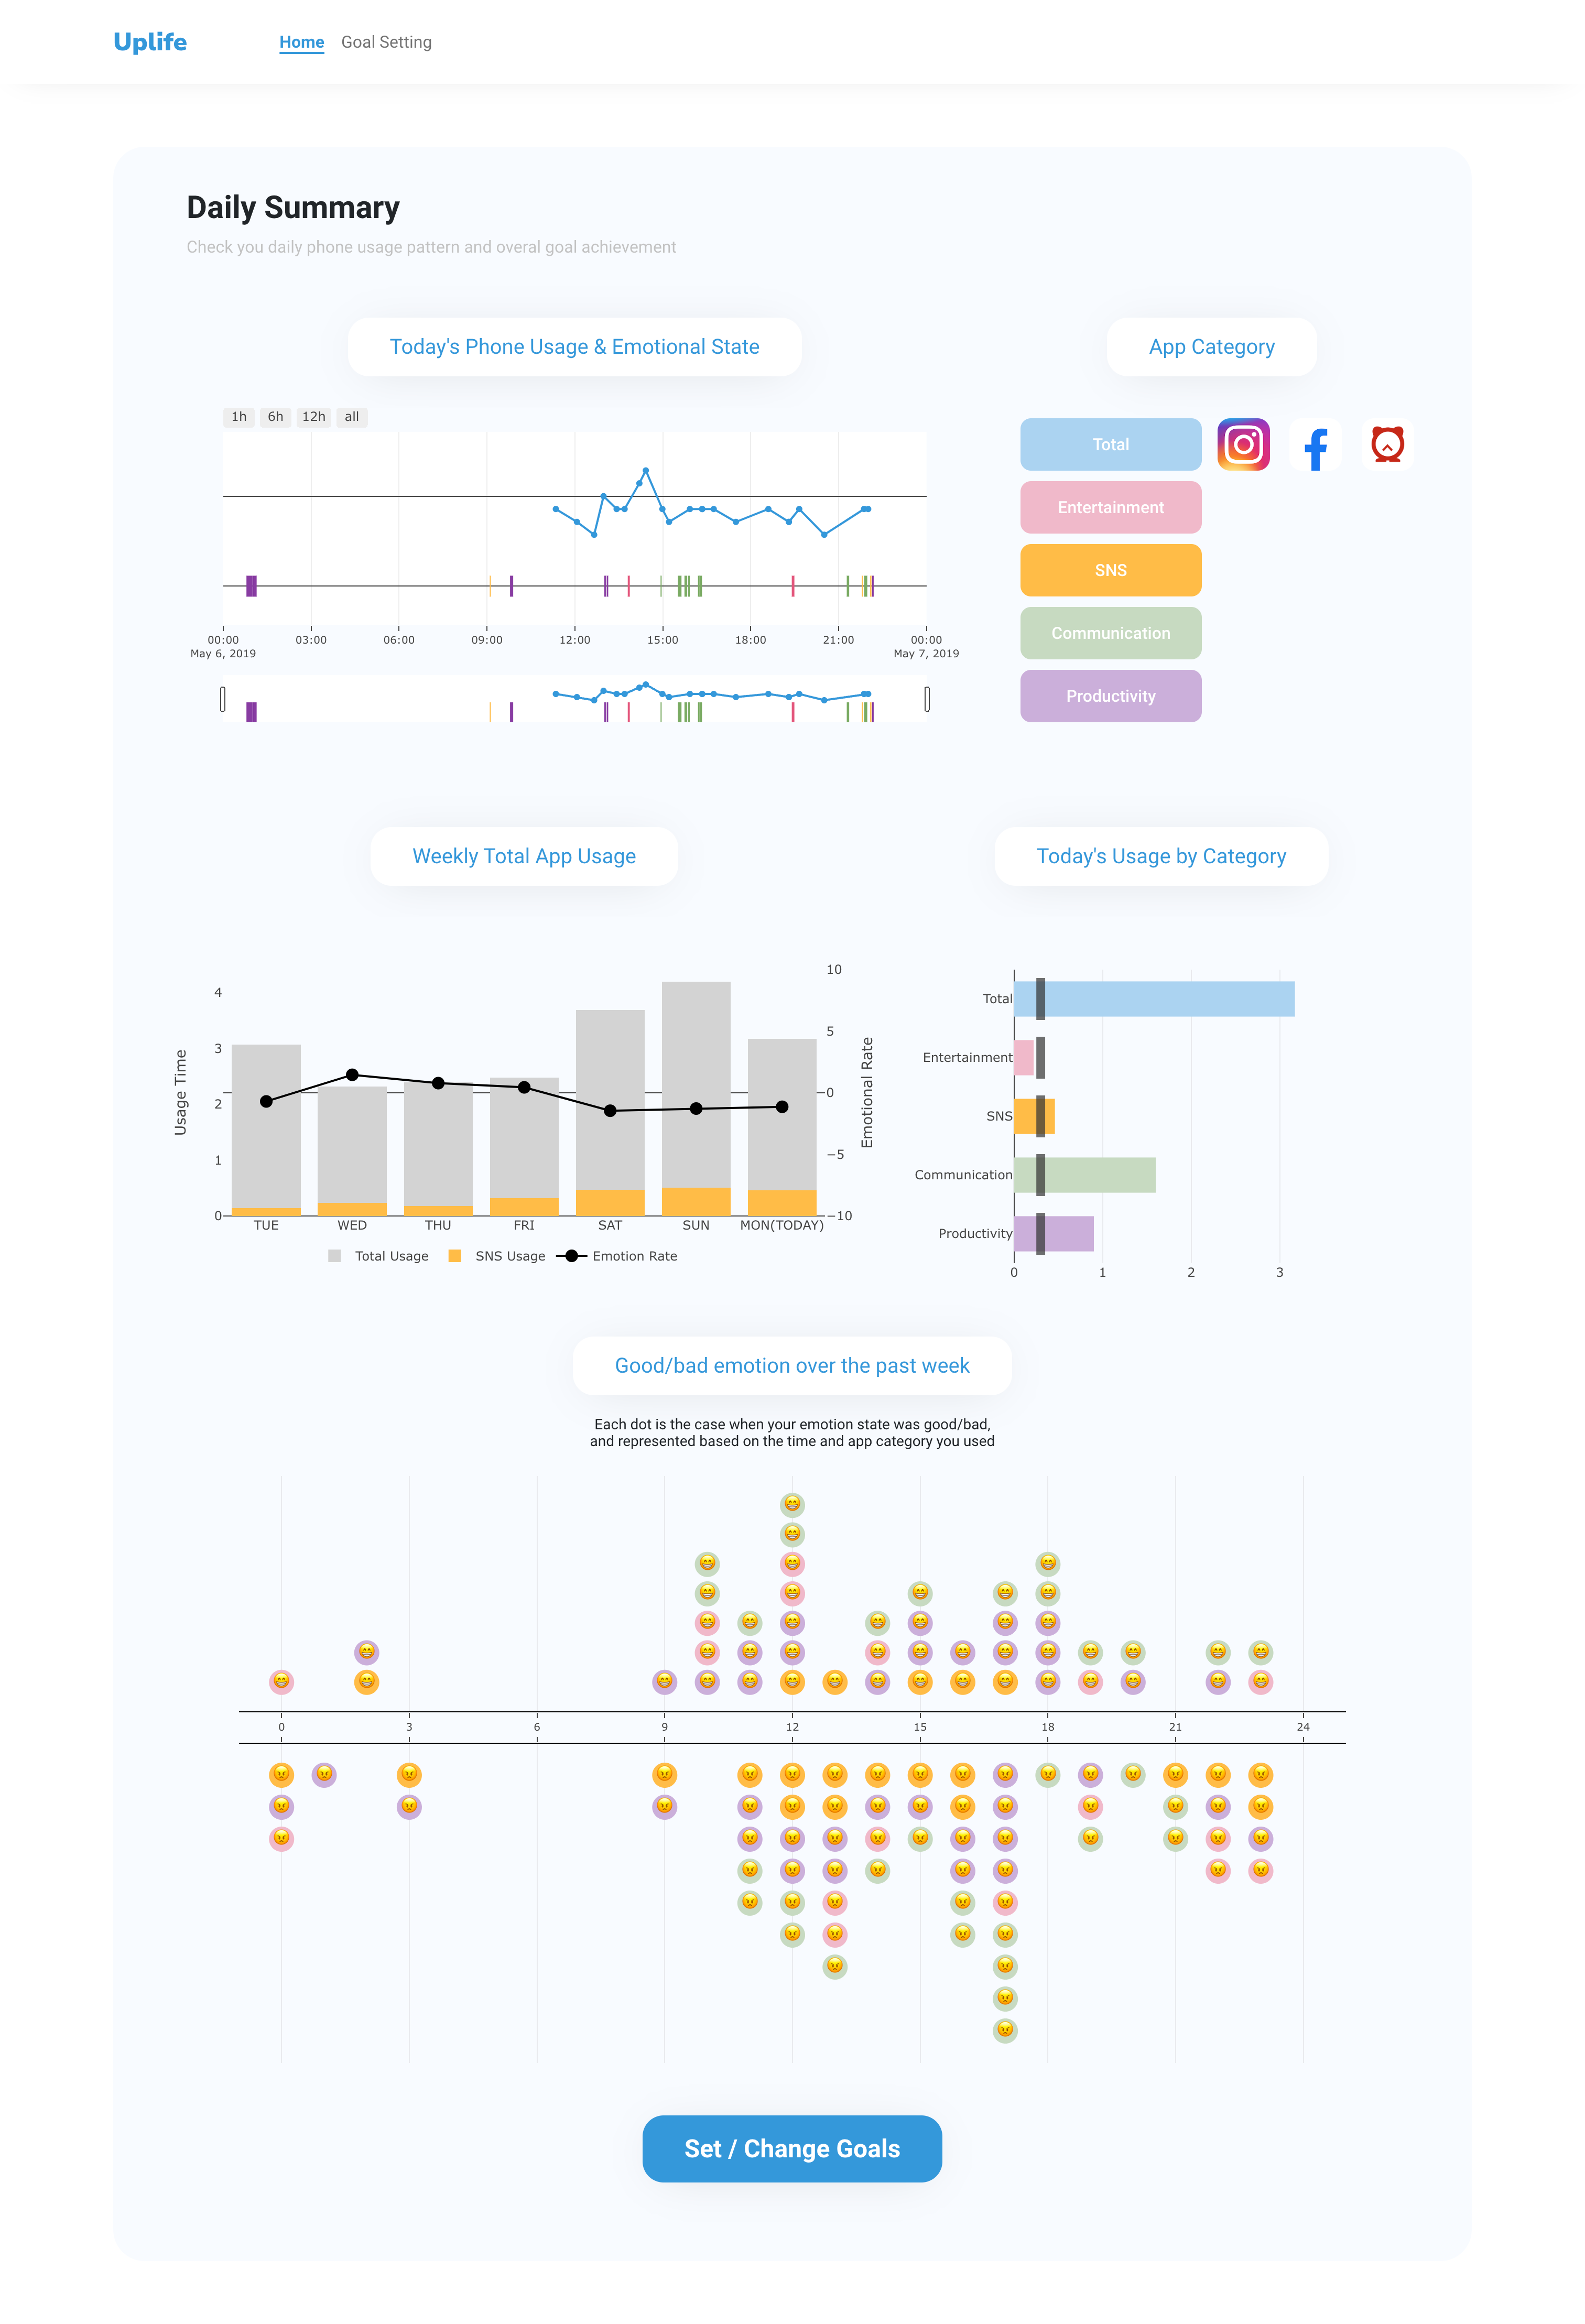 Uplife
Home Goal Setting
Daily Summary
Check you daily phone usage pattern and overal goal achievement
Today's Phone Usage & Emotional State
App Category
1h 6h 12h all
Total
Entertainment
SNS
Communication
Productivity
00:00 03:00 06:00 09:00 12:00 15:00 18:00 21:00 00:00
May 6, 2019 May 7, 2019
Weekly Total App Usage
Today's Usage by Category
Usage Time
4
3
2
1
0
10
5
0
−5
−10
Emotional Rate
TUE WED THU FRI SAT SUN MON(TODAY)
Total Usage SNS Usage Emotion Rate
Total
Entertainment
SNS
Communication
Productivity
0 1 2 3
Good/bad emotion over the past week
Each dot is the case when your emotion state was good/bad,
and represented based on the time and app category you used
0 3 6 9 12 15 18 21 24
Set / Change Goals